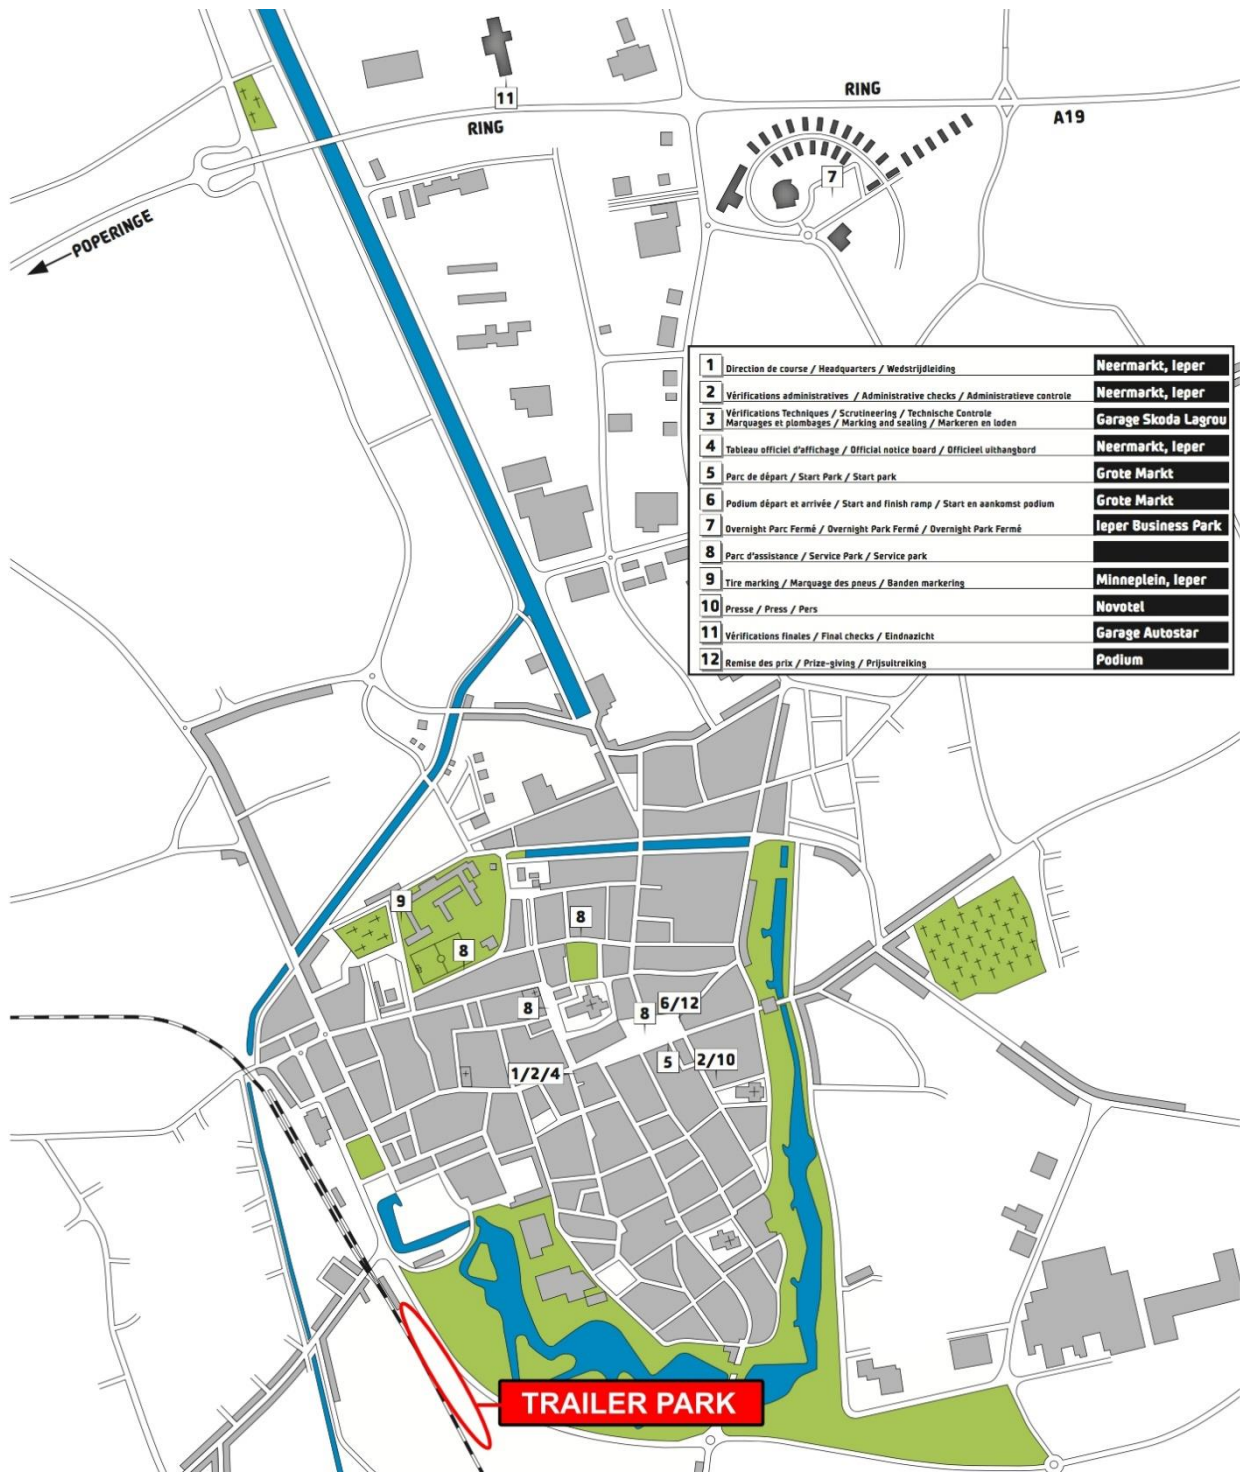 11
RING
RING
A19
POPERINGE
7
1 Direction de course / Headquarters / Wedstrijdleiding Neermarkt, Ieper
2 Vérifications administratives / Administrative checks / Administratieve controle Neermarkt, Ieper
3 Vérifications Techniques / Scrutineering / Technische Controle Garage Skoda Lagrou
Marquages et plombages / Marking and sealing / Markeren en loden
4 Tableau officiel d'affichage / Official notice board / Officieel uithangbord Neermarkt, Ieper
5 Parc de départ / Start Park / Start park Grote Markt
6 Podium départ et arrivée / Start and finish ramp / Start en aankomst podium Grote Markt
7 Overnight Parc Fermé / Overnight Park Fermé / Overnight Park Fermé Ieper Business Park
8 Parc d'assistance / Service Park / Service park
9 Tire marking / Marquage des pneus / Banden markering Minneplein, Ieper
10 Presse / Press / Pers Novotel
11 Vérifications finales / Final checks / Eindnazicht Garage Autostar
12 Remise des prix / Prize-giving / Prijsuitreiking Podium
9
8
8
8
8
6/12
5
2/10
1/2/4
TRAILER PARK